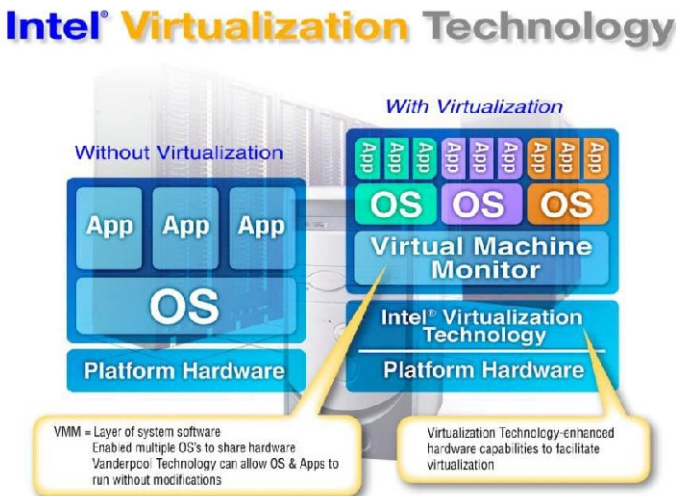 Intel® Virtualization Technology
Without Virtualization
App App App
OS
Platform Hardware
With Virtualization
App App App App App App App App App
OS OS OS
Virtual Machine
Monitor
Intel® Virtualization
Technology
Platform Hardware
VMM = Layer of system software
Enabled multiple OS's to share hardware
Vanderpool Technology can allow OS & Apps to
run without modifications
Virtualization Technology-enhanced
hardware capabilities to facilitate
virtualization